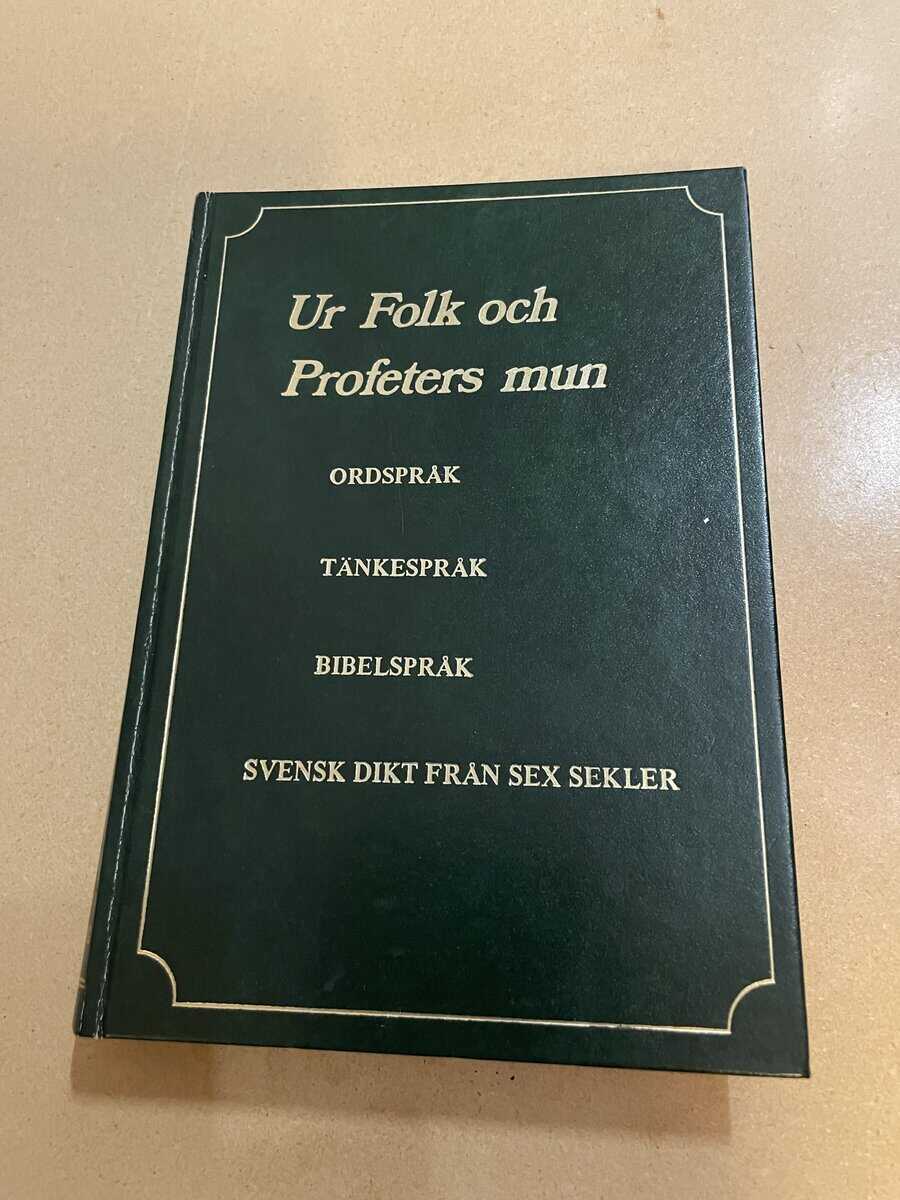 Ur Folk och
Profeters mun
ORDSPRÅK
TÄNKESPRÅK
BIBELSPRÅK
SVENSK DIKT FRÅN SEX SEKLER